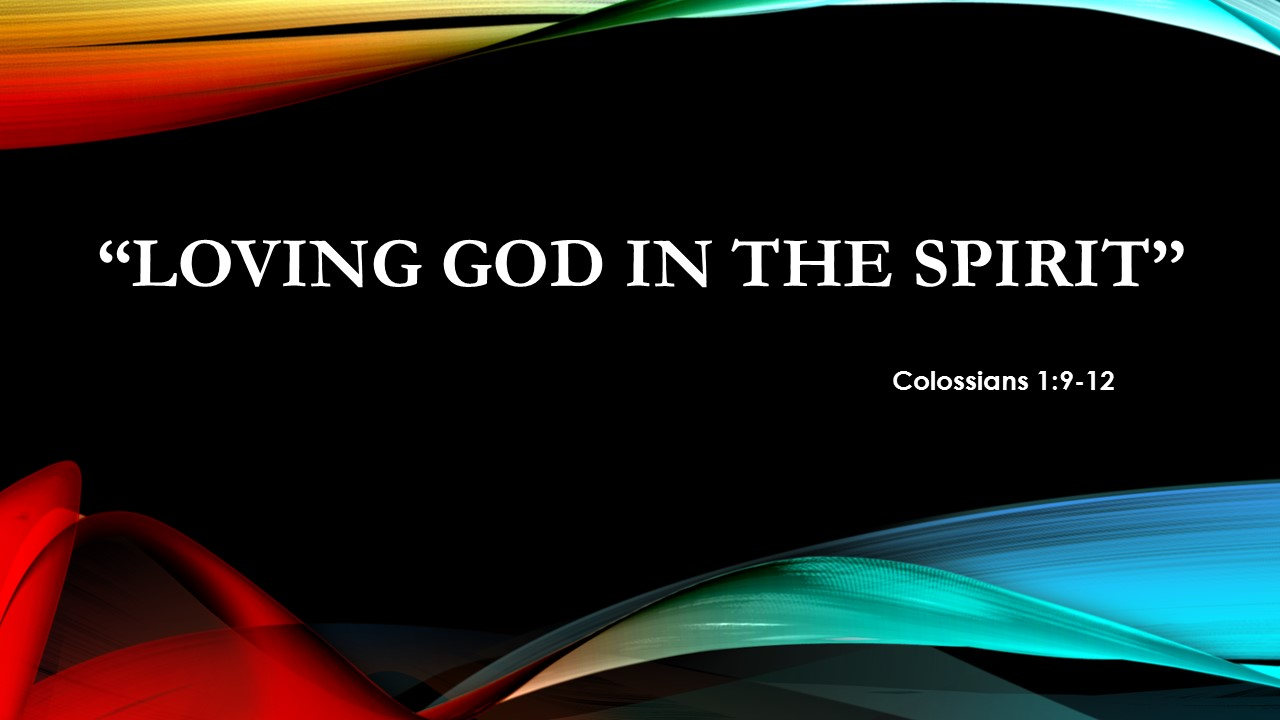 “LOVING GOD IN THE SPIRIT”
Colossians 1:9-12